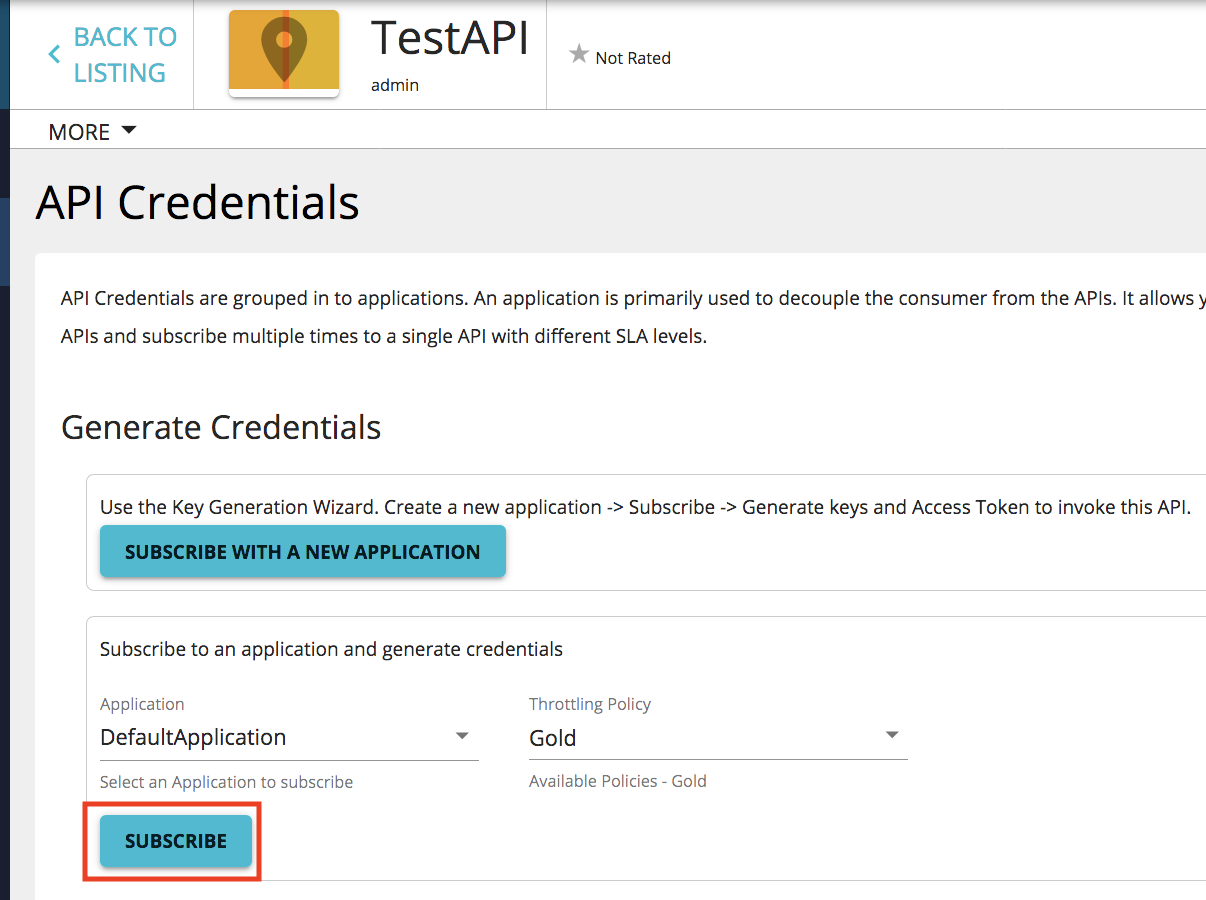 BACK TO
LISTING
TestAPI
admin
Not Rated
MORE
API Credentials
API Credentials are grouped in to applications. An application is primarily used to decouple the consumer from the APIs. It allows y
APIs and subscribe multiple times to a single API with different SLA levels.
Generate Credentials
Use the Key Generation Wizard. Create a new application -> Subscribe -> Generate keys and Access Token to invoke this API.
SUBSCRIBE WITH A NEW APPLICATION
Subscribe to an application and generate credentials
Application
Throttling Policy
DefaultApplication
Gold
Select an Application to subscribe
Available Policies - Gold
SUBSCRIBE